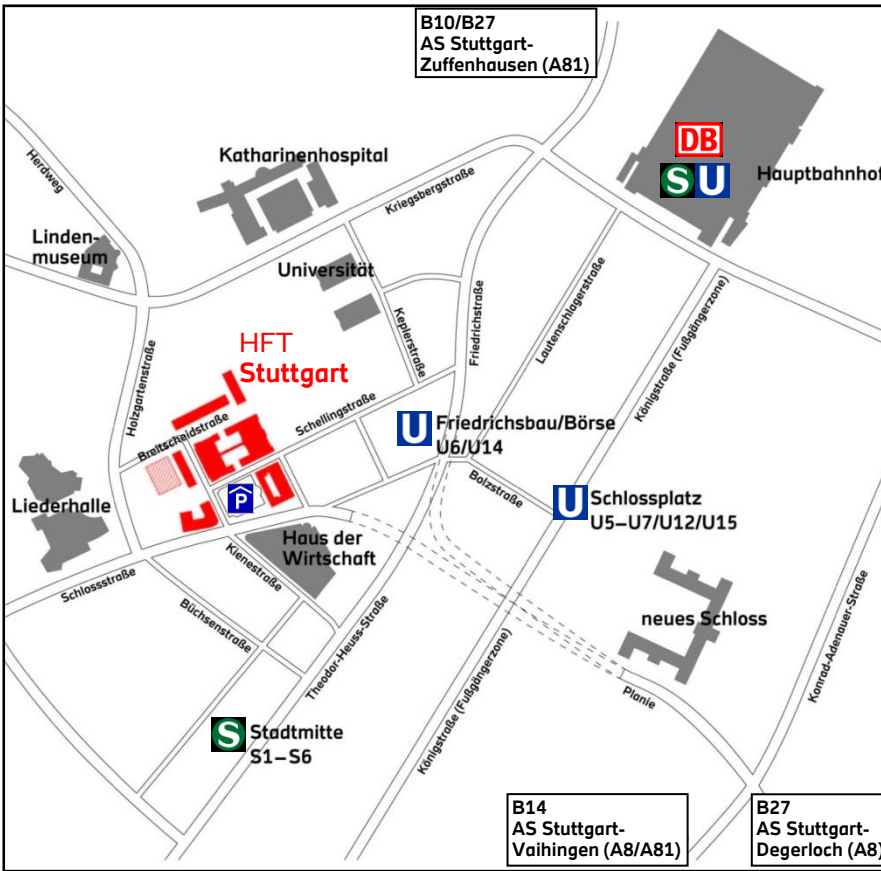 B10/B27
AS Stuttgart-
Zuffenhausen (A81)
DB
S U
Hauptbahnhof
Katharinenhospital
Kriegsbergstraße
Herdweg
Linden-
museum
Universität
Keplerstraße
Friedrichstraße
Lautenschlagerstraße
Königstraße (Fußgängerzone)
HFT
Stuttgart
Holzgartenstraße
Breitscheidstraße
Schellingstraße
U
Friedrichsbau/Börse
U6/U14
Bolzstraße
U
Schlossplatz
U5–U7/U12/U15
Liederhalle
P
Haus der
Wirtschaft
Kienestraße
Schlossstraße
Büchsenstraße
Theodor-Heuss-Straße
neues Schloss
Konrad-Adenauer-Straße
Planie
Königstraße (Fußgängerzone)
S
Stadtmitte
S1–S6
B14
AS Stuttgart-
Vaihingen (A8/A81)
B27
AS Stuttgart-
Degerloch (A8)